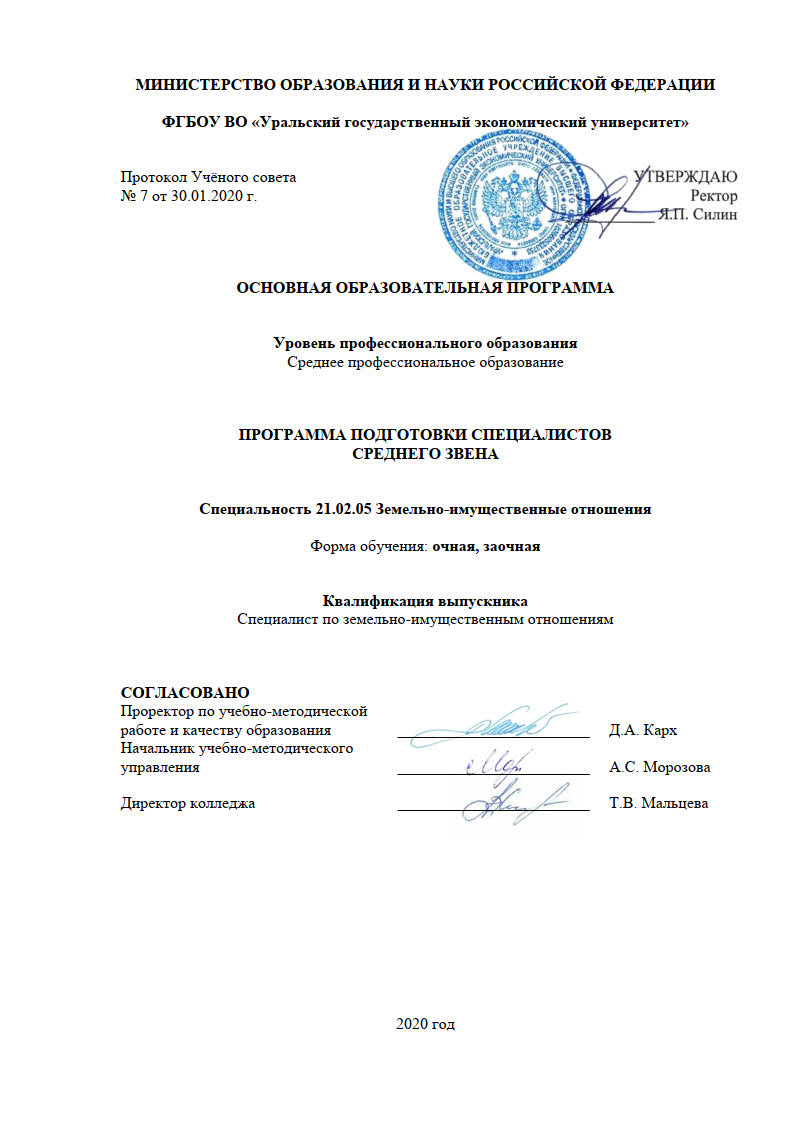 МИНИСТЕРСТВО ОБРАЗОВАНИЯ И НАУКИ РОССИЙСКОЙ ФЕДЕРАЦИИ
ФГБОУ ВО «Уральский государственный экономический университет»
Протокол Учёного совета
№ 7 от 30.01.2020 г.
УТВЕРЖДАЮ
Ректор
Я.П. Силин
ОСНОВНАЯ ОБРАЗОВАТЕЛЬНАЯ ПРОГРАММА
Уровень профессионального образования
Среднее профессиональное образование
ПРОГРАММА ПОДГОТОВКИ СПЕЦИАЛИСТОВ
СРЕДНЕГО ЗВЕНА
Специальность 21.02.05 Земельно-имущественные отношения
Форма обучения: очная, заочная
Квалификация выпускника
Специалист по земельно-имущественным отношениям
СОГЛАСОВАНО
Проректор по учебно-методической
работе и качеству образования Д.А. Карх
Начальник учебно-методического
управления А.С. Морозова
Директор колледжа Т.В. Мальцева
2020 год